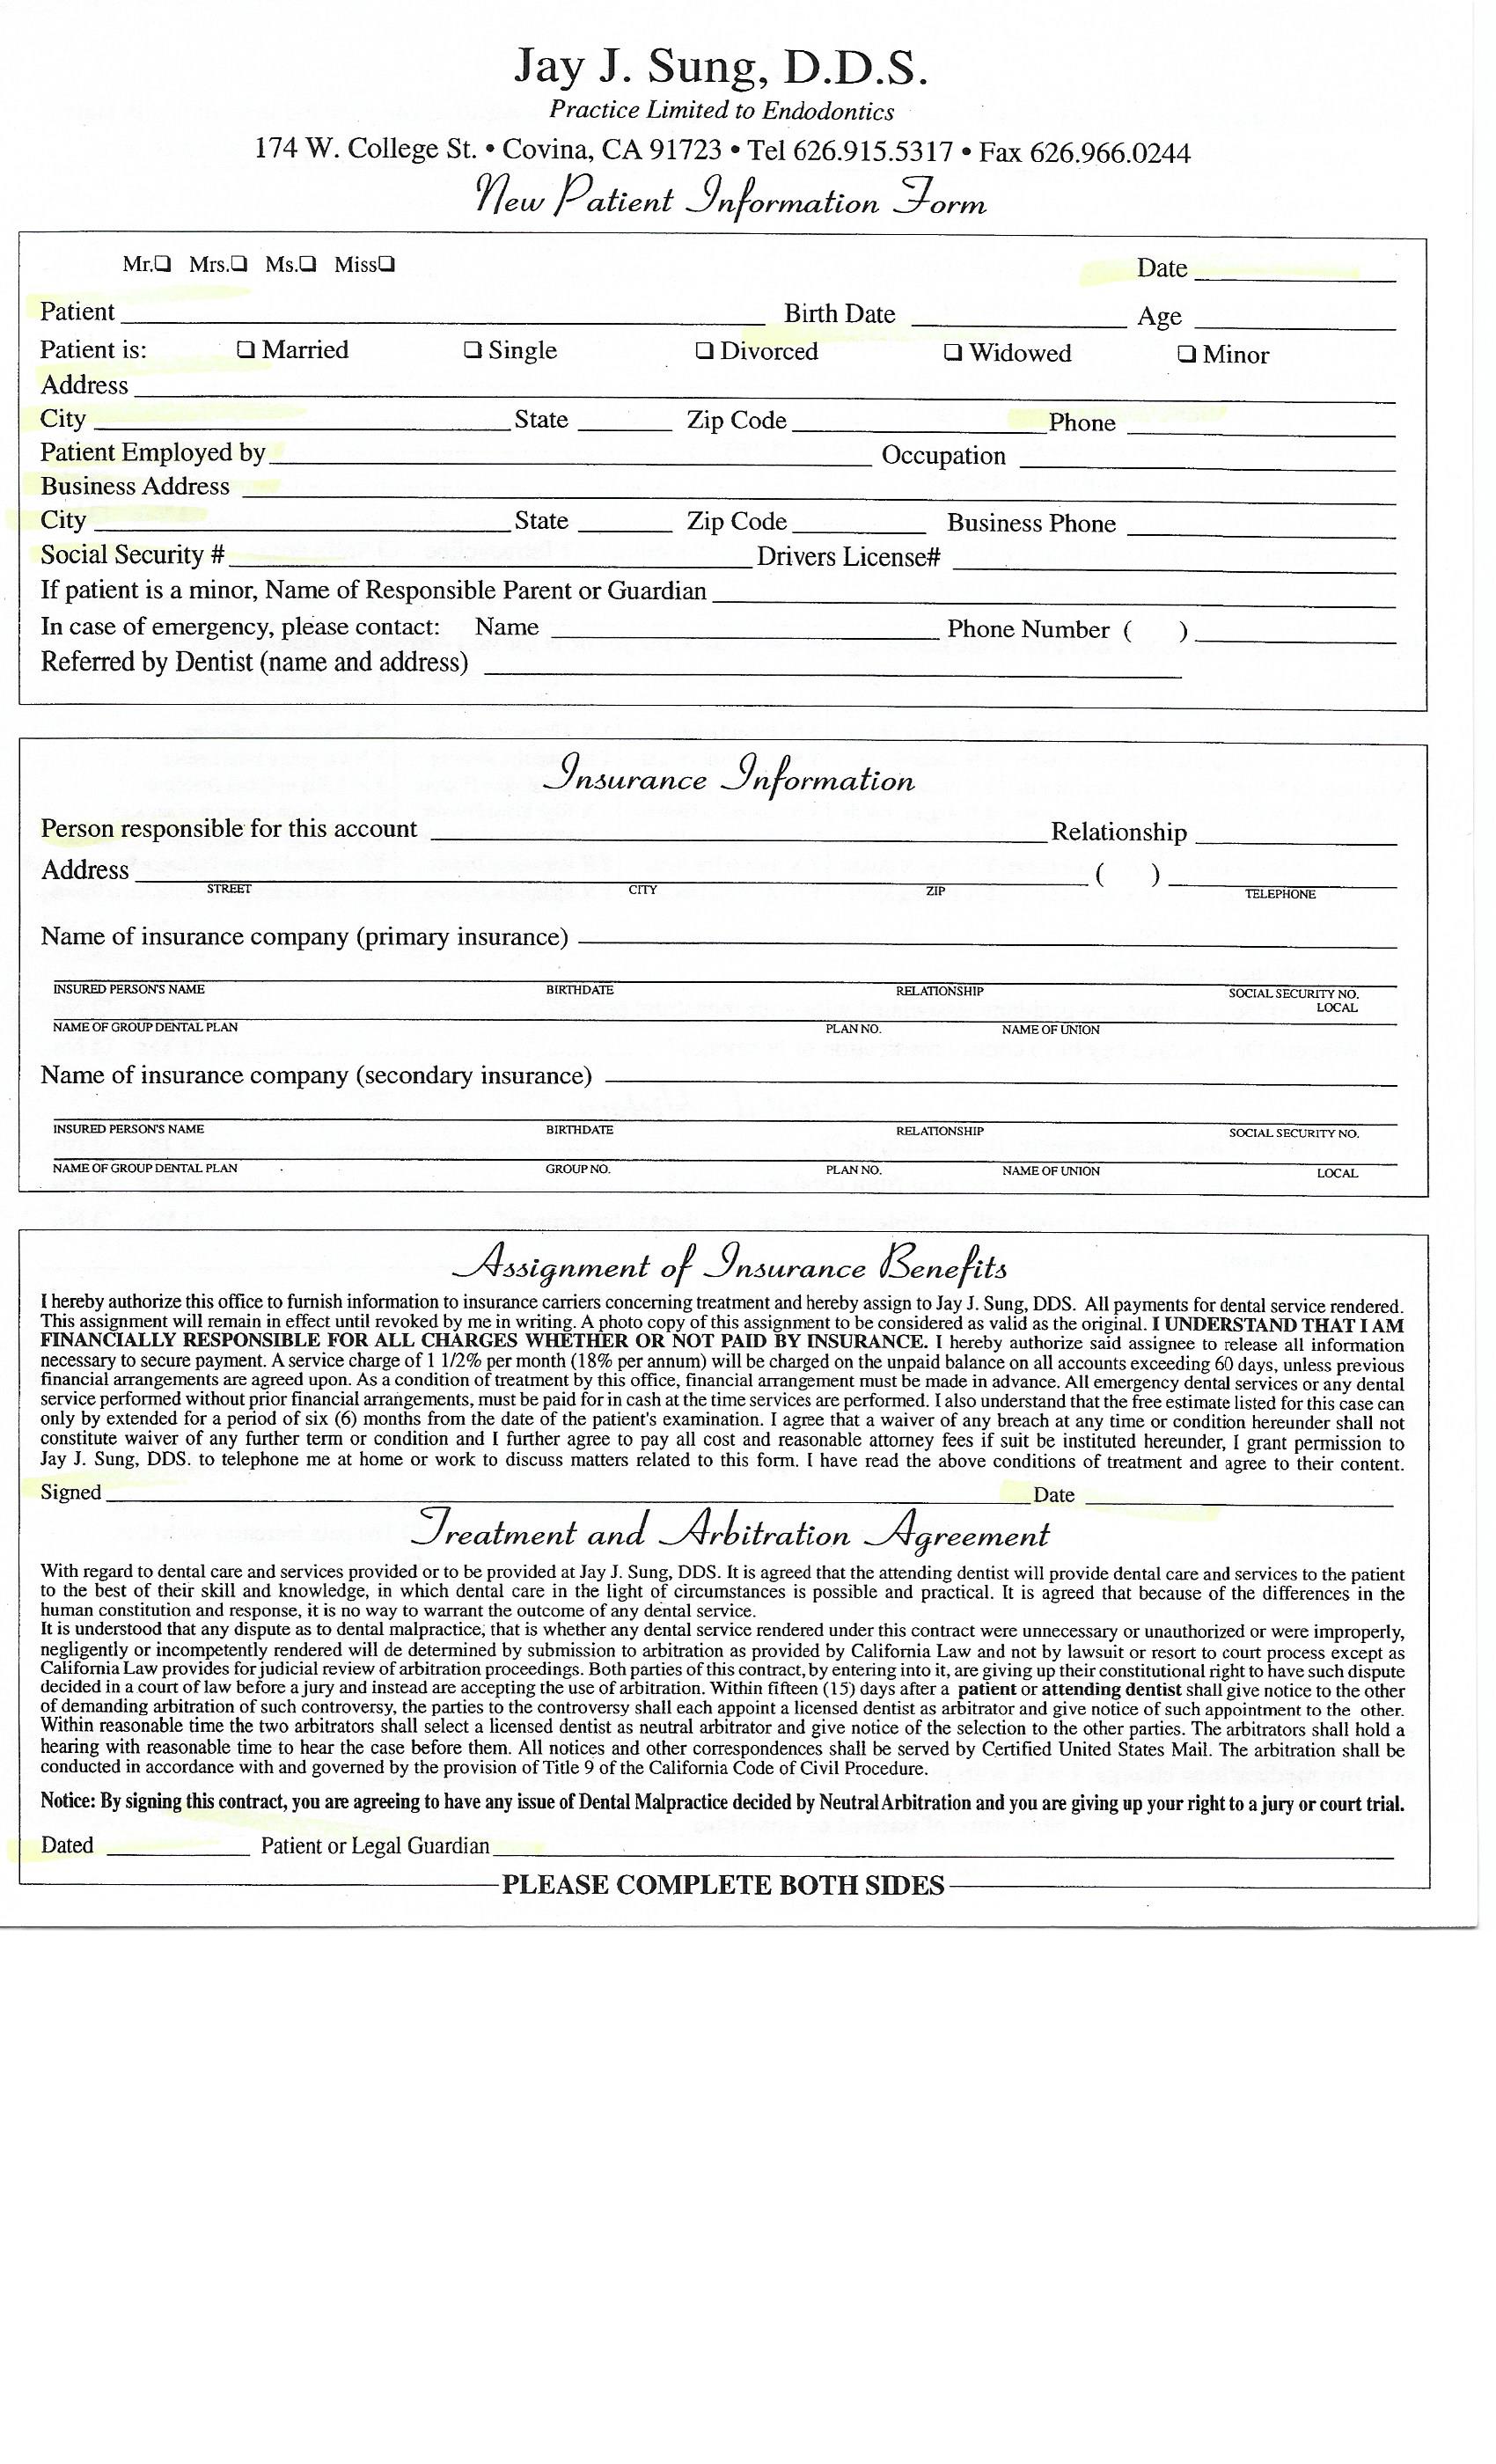 Jay J. Sung, D.D.S.
Practice Limited to Endodontics
174 W. College St. • Covina, CA 91723 • Tel 626.915.5317 • Fax 626.966.0244
New Patient Information Form
Mr.❏ Mrs.❏ Ms.❏ Miss❏ Date
Patient Birth Date Age
Patient is: ❏ Married ❏ Single ❏ Divorced ❏ Widowed ❏ Minor
Address
City State Zip Code Phone
Patient Employed by Occupation
Business Address
City State Zip Code Business Phone
Social Security # Drivers License#
If patient is a minor, Name of Responsible Parent or Guardian
In case of emergency, please contact: Name Phone Number ( )
Referred by Dentist (name and address)
Insurance Information
Person responsible for this account Relationship
Address ( )
STREET CITY ZIP TELEPHONE
Name of insurance company (primary insurance)
INSURED PERSON'S NAME BIRTHDATE RELATIONSHIP SOCIAL SECURITY NO.
LOCAL
NAME OF GROUP DENTAL PLAN PLAN NO. NAME OF UNION
Name of insurance company (secondary insurance)
INSURED PERSON'S NAME BIRTHDATE RELATIONSHIP SOCIAL SECURITY NO.
NAME OF GROUP DENTAL PLAN GROUP NO. PLAN NO. NAME OF UNION LOCAL
Assignment of Insurance Benefits
I hereby authorize this office to furnish information to insurance carriers concerning treatment and hereby assign to Jay J. Sung, DDS. All payments for dental service rendered.
This assignment will remain in effect until revoked by me in writing. A photo copy of this assignment to be considered as valid as the original. I UNDERSTAND THAT I AM
FINANCIALLY RESPONSIBLE FOR ALL CHARGES WHETHER OR NOT PAID BY INSURANCE. I hereby authorize said assignee to release all information
necessary to secure payment. A service charge of 1 1/2% per month (18% per annum) will be charged on the unpaid balance on all accounts exceeding 60 days, unless previous
financial arrangements are agreed upon. As a condition of treatment by this office, financial arrangement must be made in advance. All emergency dental services or any dental
service performed without prior financial arrangements, must be paid for in cash at the time services are performed. I also understand that the free estimate listed for this case can
only by extended for a period of six (6) months from the date of the patient's examination. I agree that a waiver of any breach at any time or condition hereunder shall not
constitute waiver of any further term or condition and I further agree to pay all cost and reasonable attorney fees if suit be instituted hereunder, I grant permission to
Jay J. Sung, DDS. to telephone me at home or work to discuss matters related to this form. I have read the above conditions of treatment and agree to their content.
Signed Date
Treatment and Arbitration Agreement
With regard to dental care and services provided or to be provided at Jay J. Sung, DDS. It is agreed that the attending dentist will provide dental care and services to the patient
to the best of their skill and knowledge, in which dental care in the light of circumstances is possible and practical. It is agreed that because of the differences in the
human constitution and response, it is no way to warrant the outcome of any dental service.
It is understood that any dispute as to dental malpractice, that is whether any dental service rendered under this contract were unnecessary or unauthorized or were improperly,
negligently or incompetently rendered will de determined by submission to arbitration as provided by California Law and not by lawsuit or resort to court process except as
California Law provides for judicial review of arbitration proceedings. Both parties of this contract, by entering into it, are giving up their constitutional right to have such dispute
decided in a court of law before a jury and instead are accepting the use of arbitration. Within fifteen (15) days after a patient or attending dentist shall give notice to the other
of demanding arbitration of such controversy, the parties to the controversy shall each appoint a licensed dentist as arbitrator and give notice of such appointment to the other.
Within reasonable time the two arbitrators shall select a licensed dentist as neutral arbitrator and give notice of the selection to the other parties. The arbitrators shall hold a
hearing with reasonable time to hear the case before them. All notices and other correspondences shall be served by Certified United States Mail. The arbitration shall be
conducted in accordance with and governed by the provision of Title 9 of the California Code of Civil Procedure.
Notice: By signing this contract, you are agreeing to have any issue of Dental Malpractice decided by Neutral Arbitration and you are giving up your right to a jury or court trial.
Dated Patient or Legal Guardian
PLEASE COMPLETE BOTH SIDES